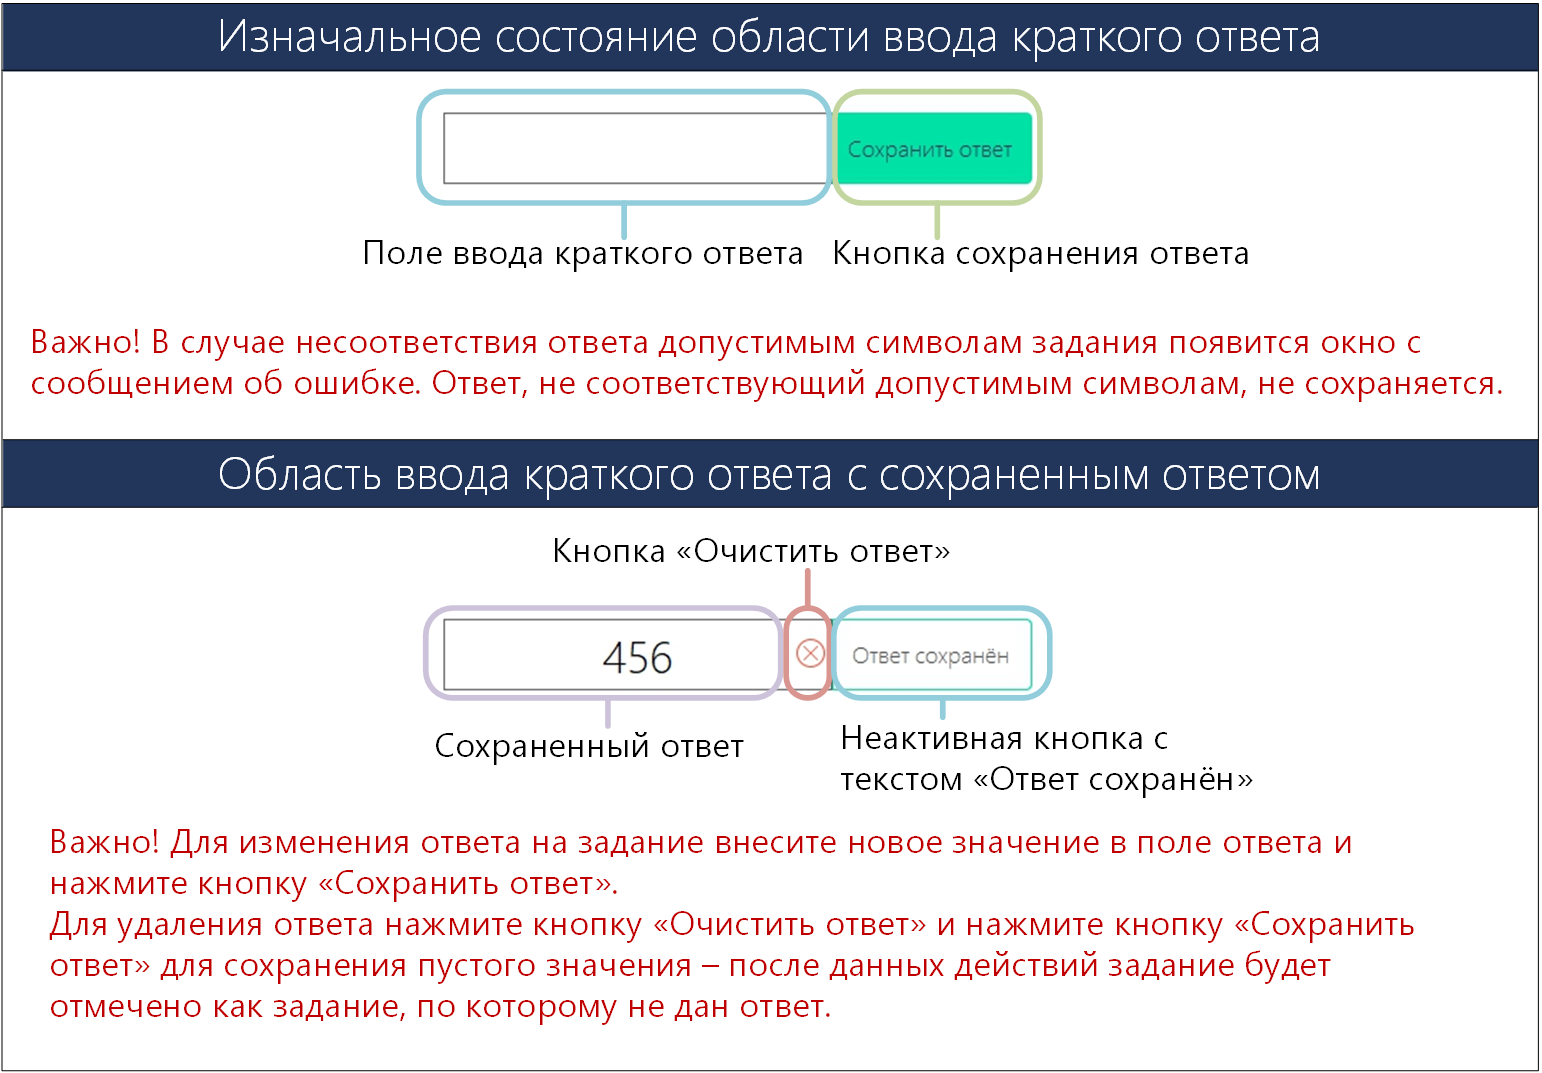 Изначальное состояние области ввода краткого ответа
Сохранить ответ
Поле ввода краткого ответа
Кнопка сохранения ответа
Важно! В случае несоответствия ответа допустимым символам задания появится окно с
сообщением об ошибке. Ответ, не соответствующий допустимым символам, не сохраняется.
Область ввода краткого ответа с сохраненным ответом
Кнопка «Очистить ответ»
456
Ответ сохранён
Сохраненный ответ
Неактивная кнопка с
текстом «Ответ сохранён»
Важно! Для изменения ответа на задание внесите новое значение в поле ответа и
нажмите кнопку «Сохранить ответ».
Для удаления ответа нажмите кнопку «Очистить ответ» и нажмите кнопку «Сохранить
ответ» для сохранения пустого значения – после данных действий задание будет
отмечено как задание, по которому не дан ответ.